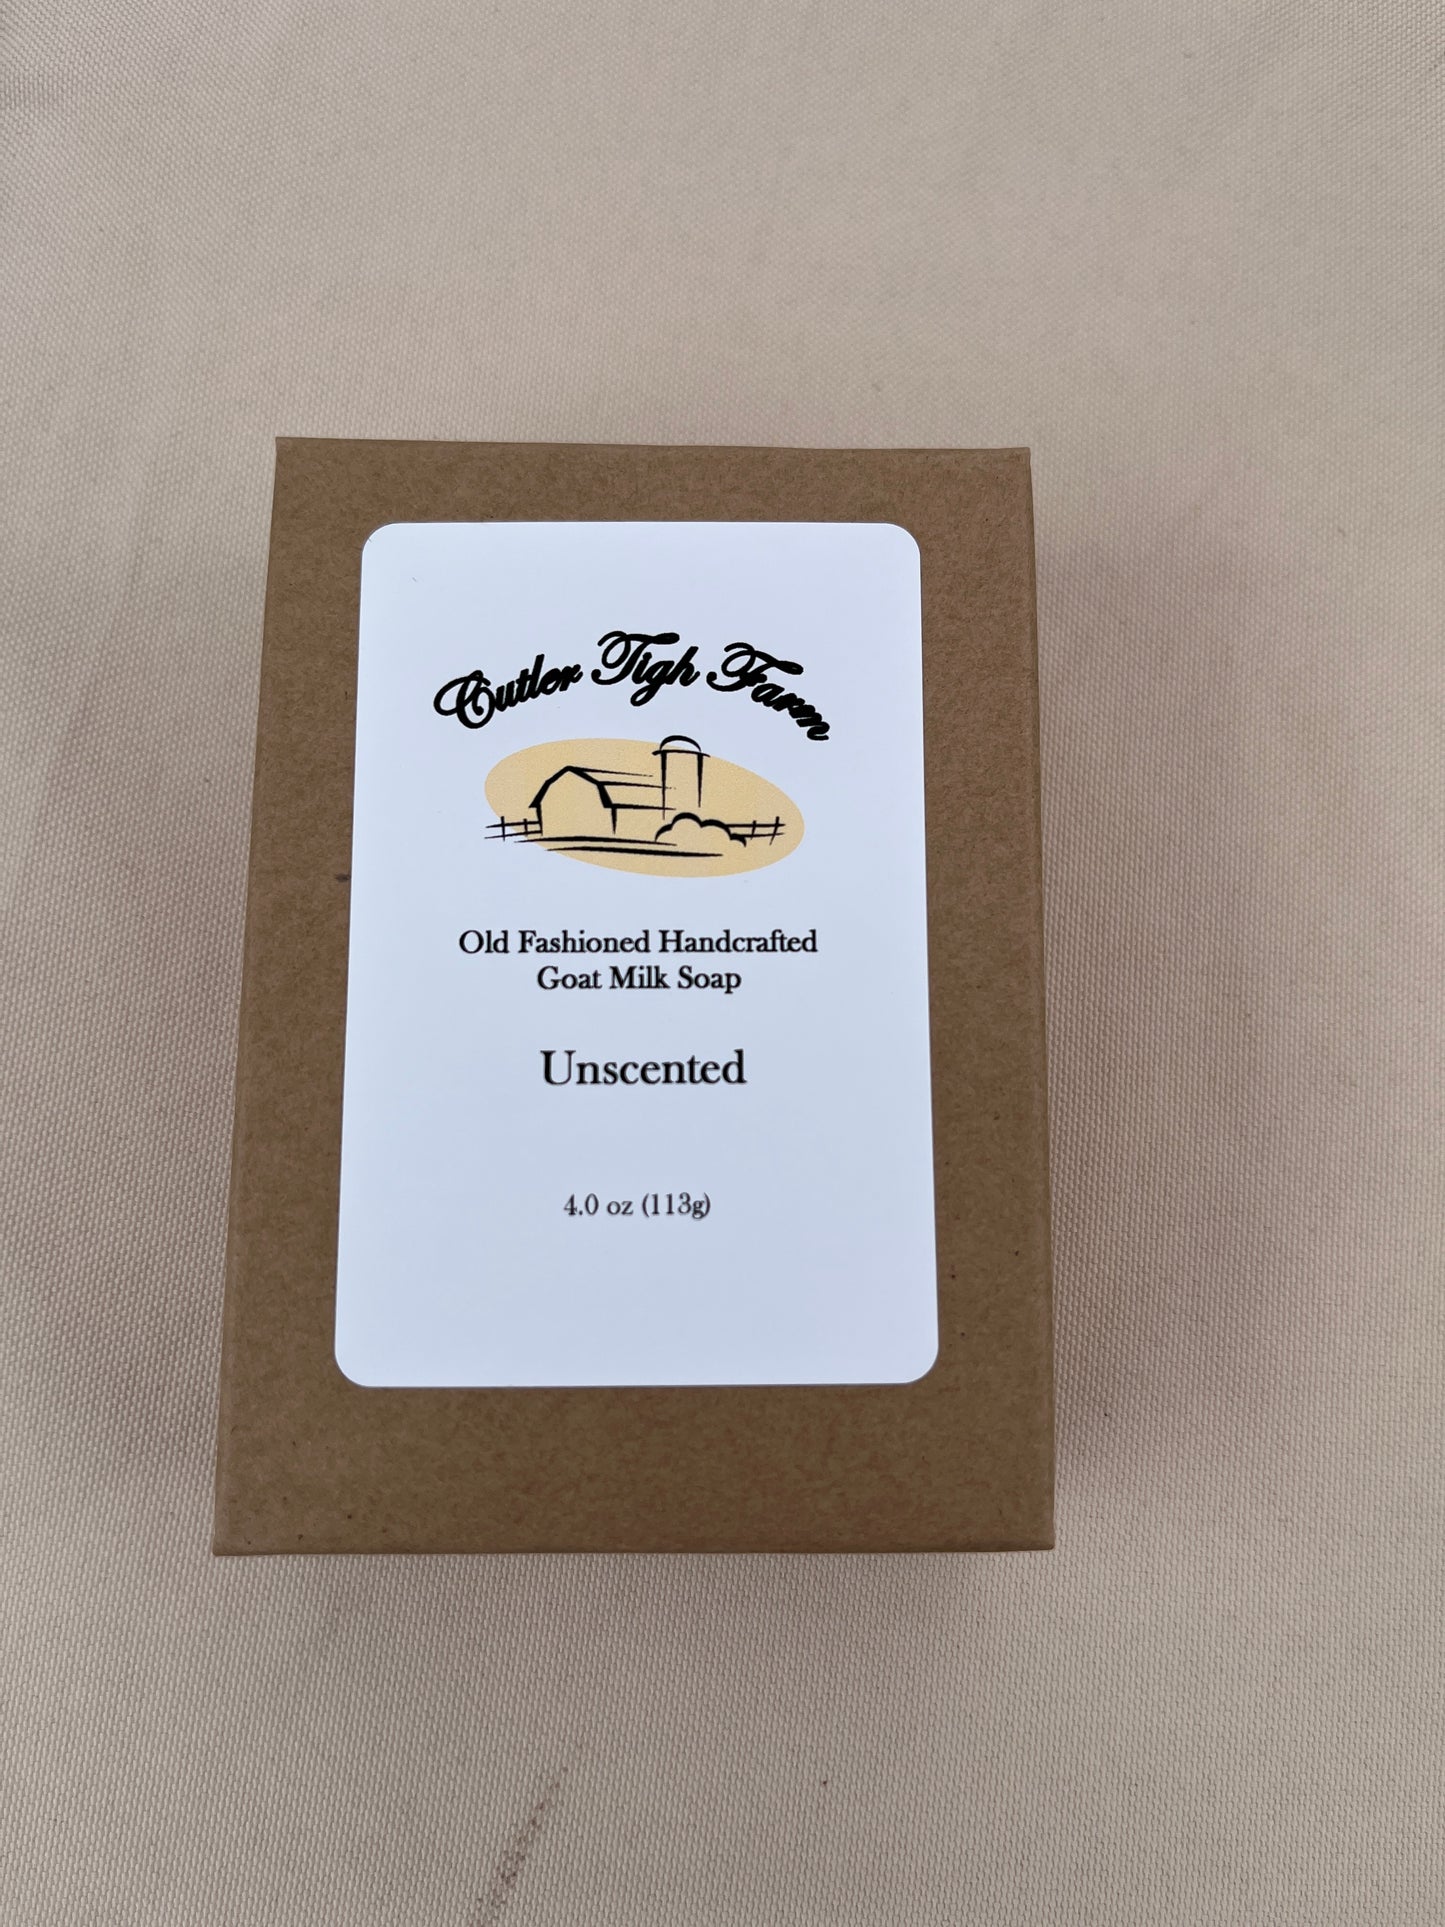 Cutler Tigh Farm
Old Fashioned Handcrafted
Goat Milk Soap
Unscented
4.0 oz (113g)